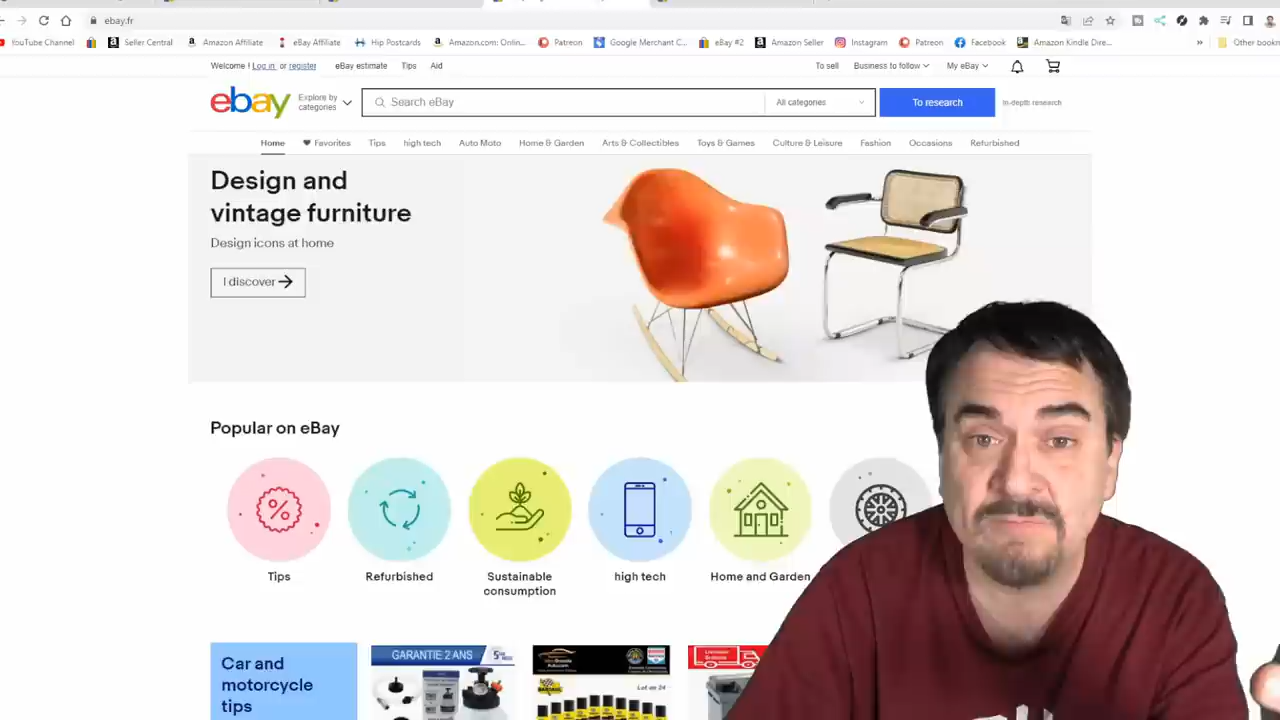 ebay.fr
YouTube Channel
Seller Central
Amazon Affiliate
eBay Affiliate
Hip Postcards
Amazon.com: Onlin...
Patreon
Google Merchant C...
eBay #2
Amazon Seller
Instagram
Patreon
Facebook
Amazon Kindle Dire...
»
Other bookm
Welcome ! Log in or register
eBay estimate
Tips
Aid
To sell
Business to follow
My eBay
ebay
Explore by
categories
Search eBay
All categories
To research
In-depth research
Home
Favorites
Tips
high tech
Auto Moto
Home & Garden
Arts & Collectibles
Toys & Games
Culture & Leisure
Fashion
Occasions
Refurbished
Design and
vintage furniture
Design icons at home
I discover
Popular on eBay
%
Tips
Refurbished
Sustainable
consumption
high tech
Home and Garden
Car and
motorcycle
tips
GARANTIE 2 ANS
Lot de 24